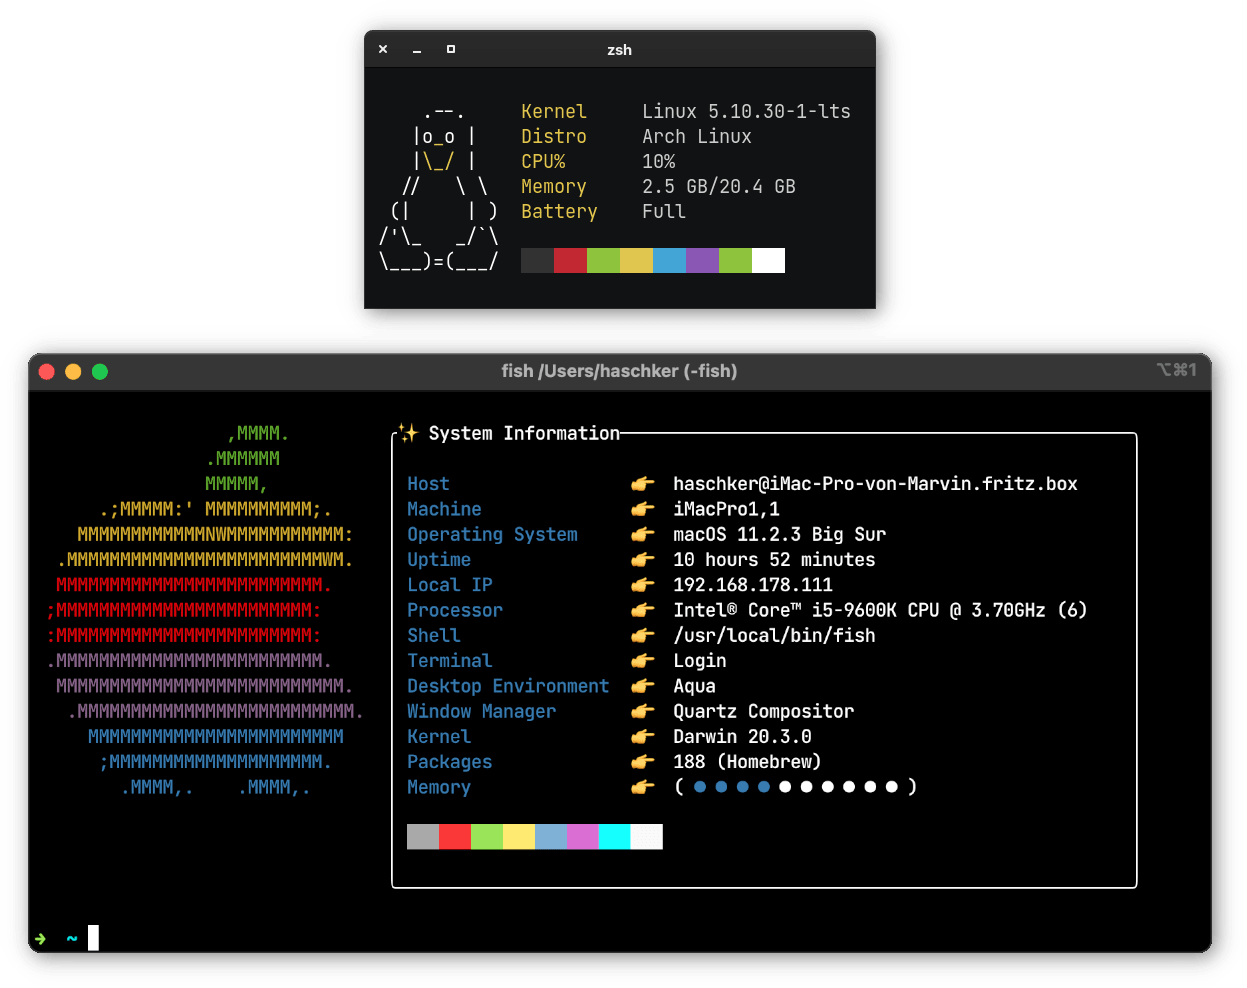 zsh
Kernel Linux 5.10.30-1-lts
Distro Arch Linux
CPU% 10%
Memory 2.5 GB/20.4 GB
Battery Full
    .--.
   |o_o |
   |\_/ |
  //   \ \
 (|     | )
/'\_   _/`\
\___)=(___/
fish /Users/haschker (-fish)
⌥⌘1
✨ System Information
Host 👉 haschker@iMac-Pro-von-Marvin.fritz.box
Machine 👉 iMacPro1,1
Operating System 👉 macOS 11.2.3 Big Sur
Uptime 👉 10 hours 52 minutes
Local IP 👉 192.168.178.111
Processor 👉 Intel® Core™ i5-9600K CPU @ 3.70GHz (6)
Shell 👉 /usr/local/bin/fish
Terminal 👉 Login
Desktop Environment 👉 Aqua
Window Manager 👉 Quartz Compositor
Kernel 👉 Darwin 20.3.0
Packages 👉 188 (Homebrew)
Memory 👉 ( ● ● ● ● ● ● ● ● ● ● )
                 ,MMMM.
               .MMMMMM
               MMMMM,
     .;MMMMM:' MMMMMMMMMM;.
   MMMMMMMMMMMMNWMMMMMMMMMMM:
 .MMMMMMMMMMMMMMMMMMMMMMMMWM.
 MMMMMMMMMMMMMMMMMMMMMMMMM.
;MMMMMMMMMMMMMMMMMMMMMMMM:
:MMMMMMMMMMMMMMMMMMMMMMMM:
.MMMMMMMMMMMMMMMMMMMMMMMMM.
 MMMMMMMMMMMMMMMMMMMMMMMMMMM.
  .MMMMMMMMMMMMMMMMMMMMMMMMMM.
    MMMMMMMMMMMMMMMMMMMMMMMM
     ;MMMMMMMMMMMMMMMMMMMM.
       .MMMM,.    .MMMM,.
➜ ~